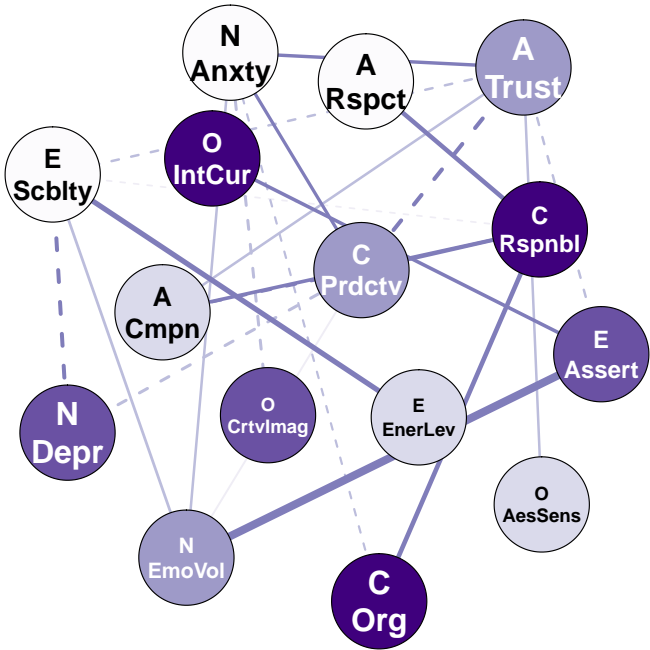 N
Anxty
A
Rspct
A
Trust
O
IntCur
E
Scblty
C
Rspnbl
C
Prdctv
A
Cmpn
E
Assert
N
Depr
O
CrtvImag
E
EnerLev
O
AesSens
N
EmoVol
C
Org